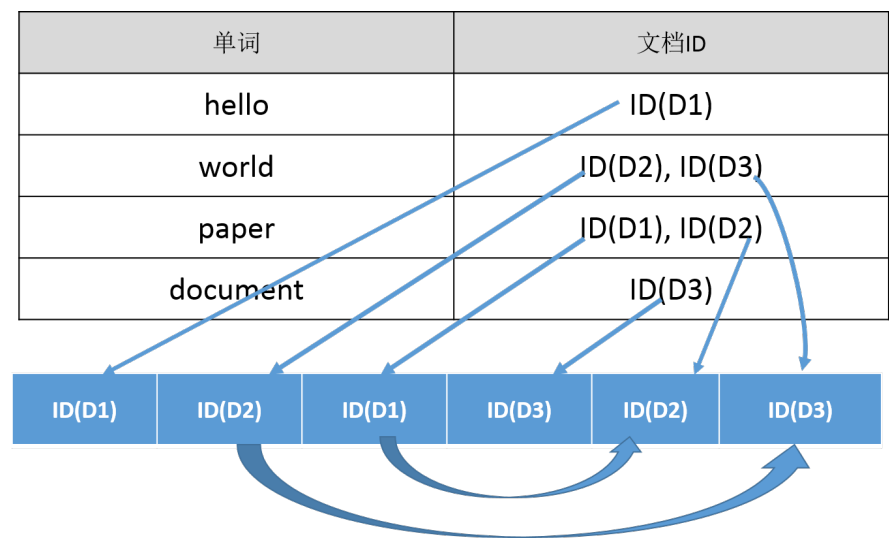 单词 文档ID
hello ID(D1)
world ID(D2), ID(D3)
paper ID(D1), ID(D2)
document ID(D3)
ID(D1) ID(D2) ID(D1) ID(D3) ID(D2) ID(D3)